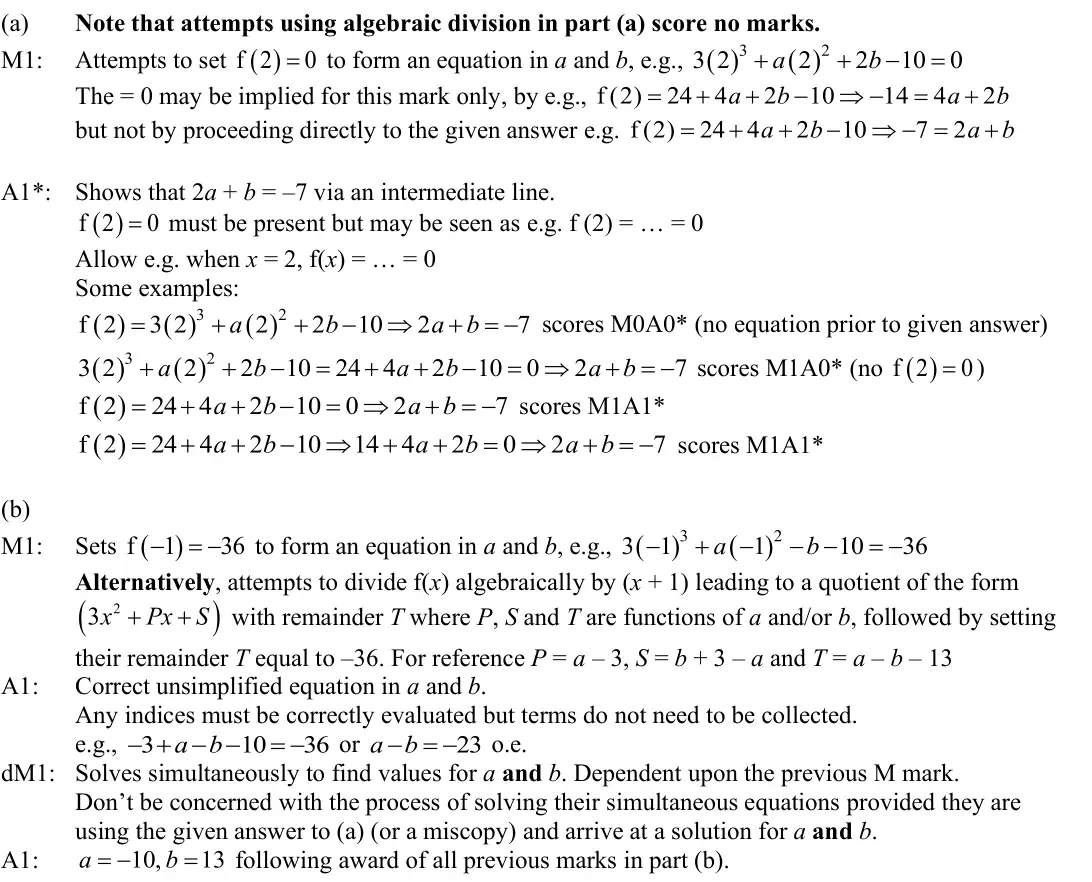 (a) Note that attempts using algebraic division in part (a) score no marks.
M1: Attempts to set f(2) = 0 to form an equation in a and b, e.g., 3(2)³ + a(2)² + 2b − 10 = 0
The = 0 may be implied for this mark only, by e.g., f(2) = 24 + 4a + 2b − 10 ⇒ −14 = 4a + 2b
but not by proceeding directly to the given answer e.g. f(2) = 24 + 4a + 2b − 10 ⇒ −7 = 2a + b
A1*: Shows that 2a + b = –7 via an intermediate line.
f(2) = 0 must be present but may be seen as e.g. f (2) = … = 0
Allow e.g. when x = 2, f(x) = … = 0
Some examples:
f(2) = 3(2)³ + a(2)² + 2b − 10 ⇒ 2a + b = −7 scores M0A0* (no equation prior to given answer)
3(2)³ + a(2)² + 2b − 10 = 24 + 4a + 2b − 10 = 0 ⇒ 2a + b = −7 scores M1A0* (no f(2) = 0)
f(2) = 24 + 4a + 2b − 10 = 0 ⇒ 2a + b = −7 scores M1A1*
f(2) = 24 + 4a + 2b − 10 ⇒ 14 + 4a + 2b = 0 ⇒ 2a + b = −7 scores M1A1*
(b)
M1: Sets f(−1) = −36 to form an equation in a and b, e.g., 3(−1)³ + a(−1)² − b − 10 = −36
Alternatively, attempts to divide f(x) algebraically by (x + 1) leading to a quotient of the form
(3x² + Px + S) with remainder T where P, S and T are functions of a and/or b, followed by setting
their remainder T equal to –36. For reference P = a – 3, S = b + 3 – a and T = a – b – 13
A1: Correct unsimplified equation in a and b.
Any indices must be correctly evaluated but terms do not need to be collected.
e.g., −3 + a − b − 10 = −36 or a − b = −23 o.e.
dM1: Solves simultaneously to find values for a and b. Dependent upon the previous M mark.
Don’t be concerned with the process of solving their simultaneous equations provided they are
using the given answer to (a) (or a miscopy) and arrive at a solution for a and b.
A1: a = −10, b = 13 following award of all previous marks in part (b).